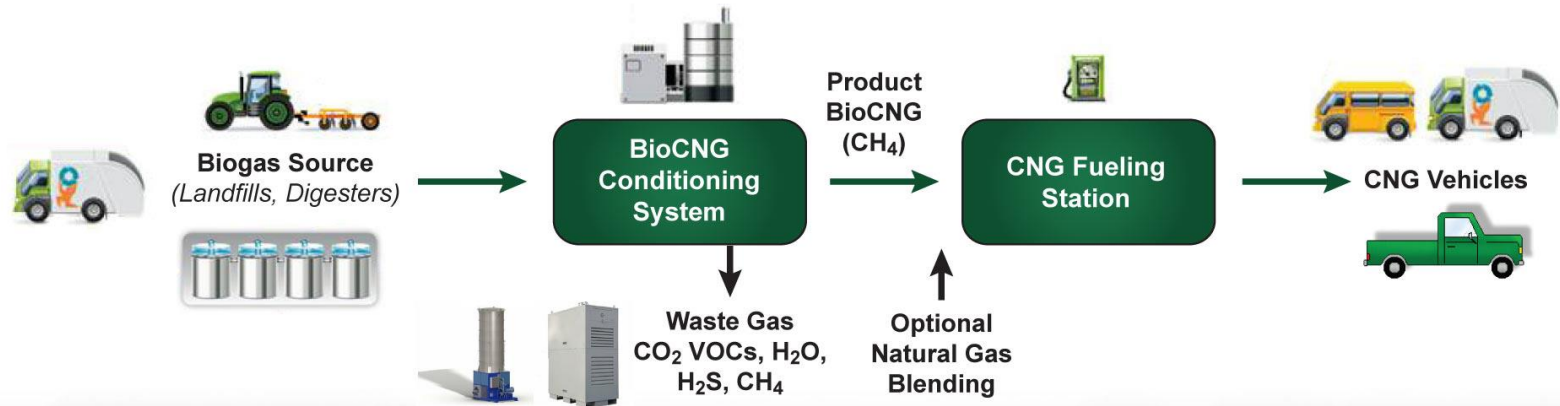 Biogas Source
(Landfills, Digesters)
BioCNG
Conditioning
System
Product
BioCNG
(CH₄)
CNG Fueling
Station
CNG Vehicles
Waste Gas
CO₂ VOCs, H₂O,
H₂S, CH₄
Optional
Natural Gas
Blending